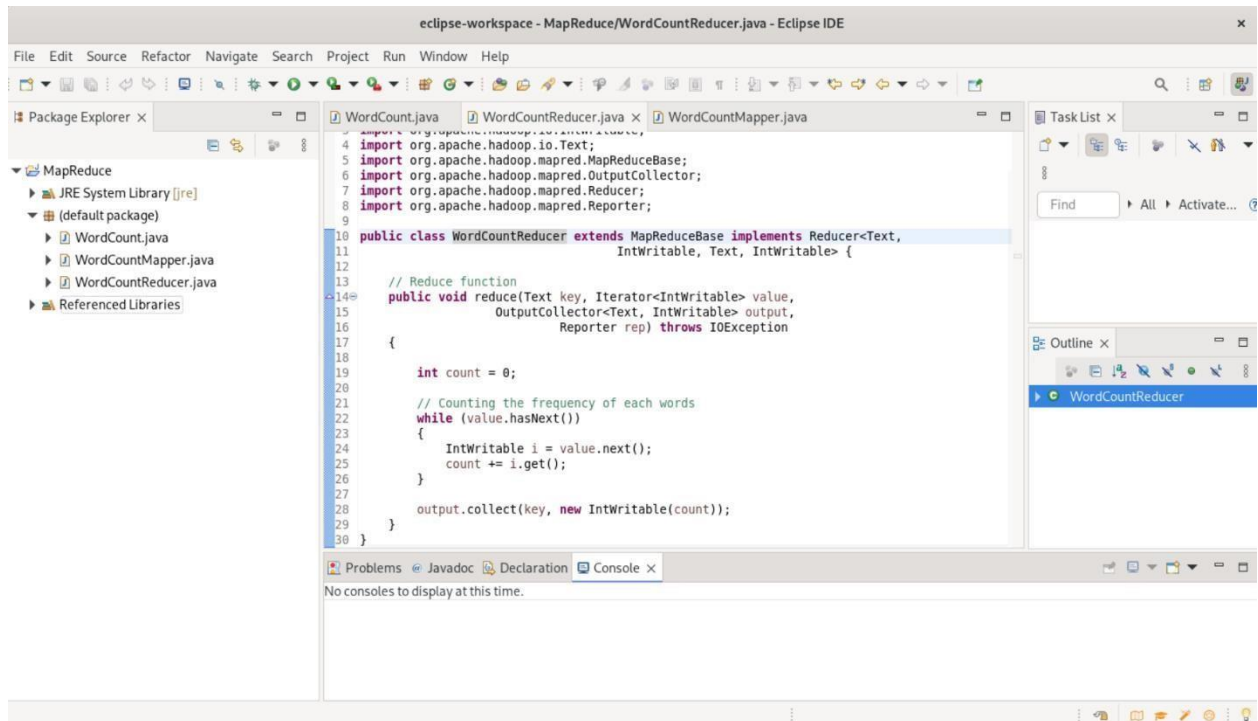 eclipse-workspace - MapReduce/WordCountReducer.java - Eclipse IDE
File Edit Source Refactor Navigate Search Project Run Window Help
Package Explorer
MapReduce
JRE System Library [jre]
(default package)
WordCount.java
WordCountMapper.java
WordCountReducer.java
Referenced Libraries
WordCount.java WordCountReducer.java WordCountMapper.java
3 import org.apache.hadoop.io.IntWritable;
4 import org.apache.hadoop.io.Text;
5 import org.apache.hadoop.mapred.MapReduceBase;
6 import org.apache.hadoop.mapred.OutputCollector;
7 import org.apache.hadoop.mapred.Reducer;
8 import org.apache.hadoop.mapred.Reporter;
9
10 public class WordCountReducer extends MapReduceBase implements Reducer<Text,
11 IntWritable, Text, IntWritable> {
12
13 // Reduce function
14 public void reduce(Text key, Iterator<IntWritable> value,
15 OutputCollector<Text, IntWritable> output,
16 Reporter rep) throws IOException
17 {
18
19 int count = 0;
20
21 // Counting the frequency of each words
22 while (value.hasNext())
23 {
24 IntWritable i = value.next();
25 count += i.get();
26 }
27
28 output.collect(key, new IntWritable(count));
29 }
30 }
Task List
Find All Activate...
Outline
WordCountReducer
Problems Javadoc Declaration Console
No consoles to display at this time.